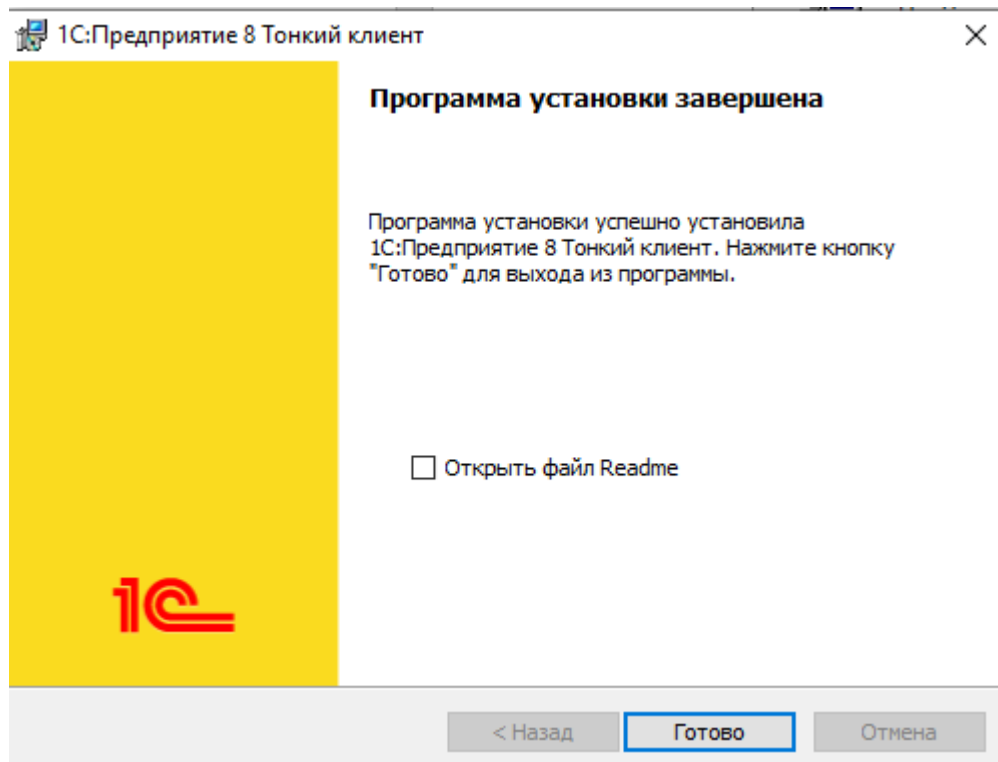 1С:Предприятие 8 Тонкий клиент
Программа установки завершена
Программа установки успешно установила
1С:Предприятие 8 Тонкий клиент. Нажмите кнопку
"Готово" для выхода из программы.
Открыть файл Readme
1С
< Назад
Готово
Отмена